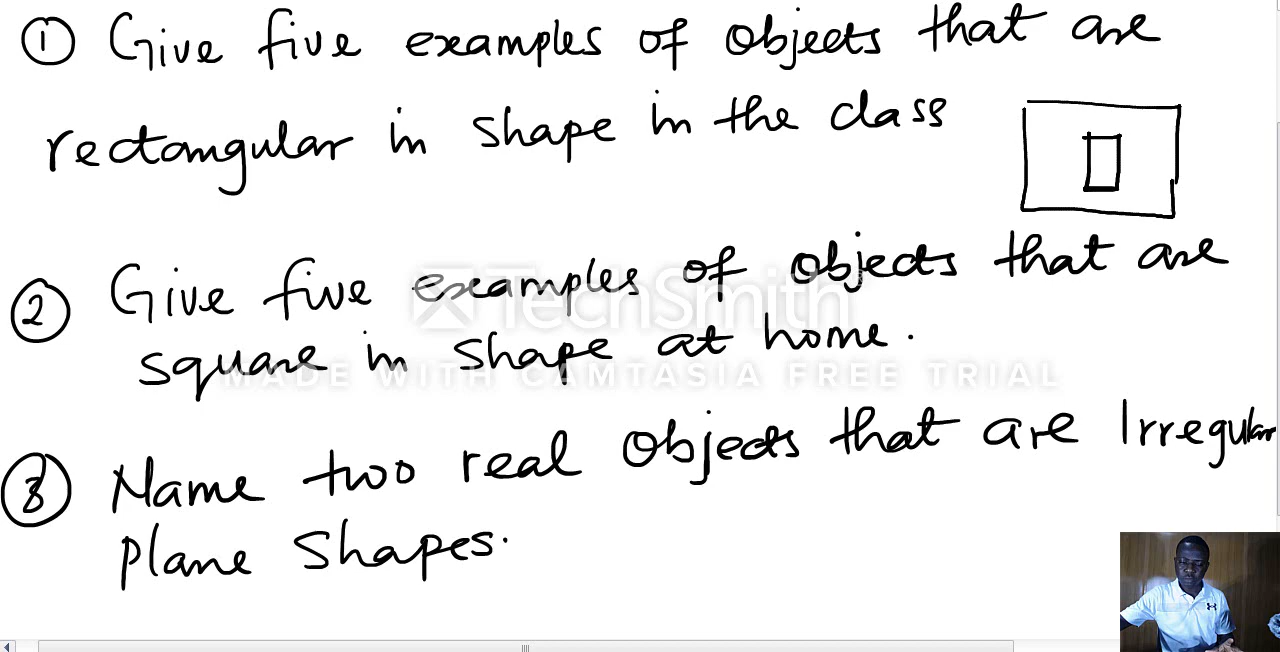 ① Give five examples of objects that are
rectangular in shape in the class
② Give five examples of objects that are
square in shape at home.
TechSmith
MADE WITH CAMTASIA FREE TRIAL
③ Name two real objects that are Irregular
plane shapes.